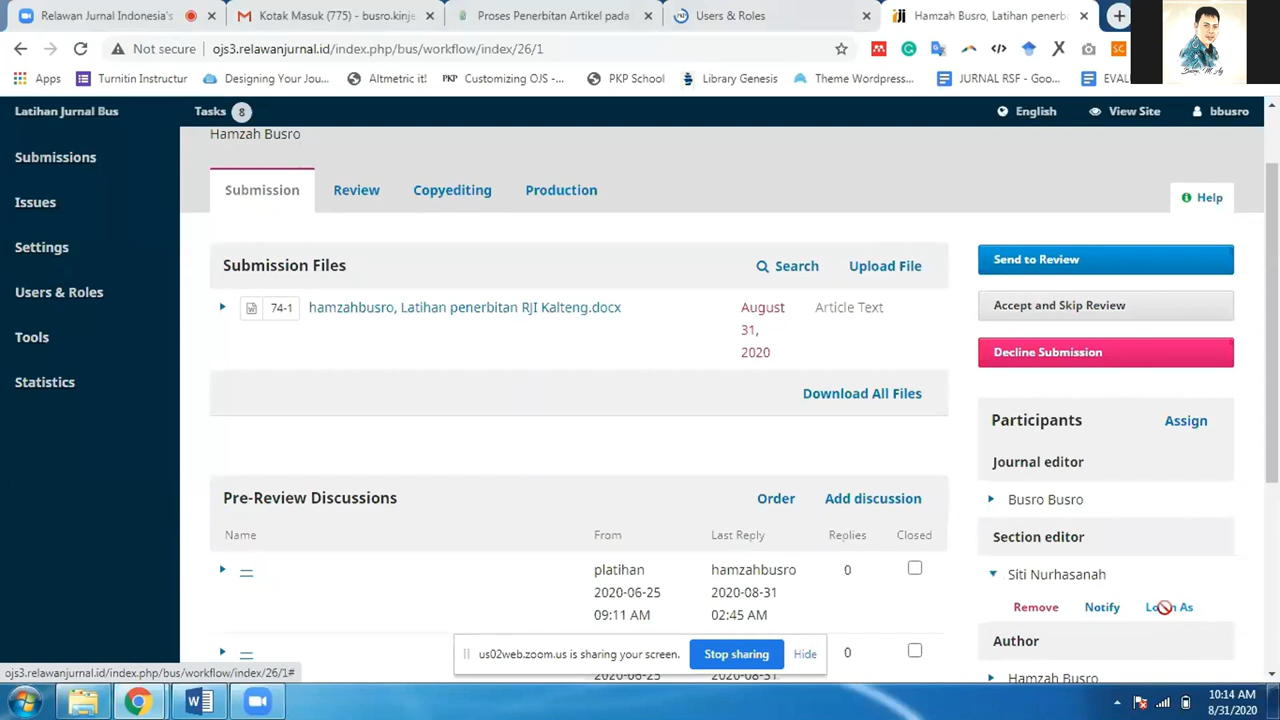 Relawan Jurnal Indonesia's
Kotak Masuk (775) - busro.kinje
Proses Penerbitan Artikel pada
Users & Roles
Hamzah Busro, Latihan penerb
Not secure
ojs3.relawanjurnal.id/index.php/bus/workflow/index/26/1
Apps
Turnitin Instructur
Designing Your Jou...
Altmetric it!
PKP
Customizing OJS -...
PKP School
Library Genesis
Theme Wordpress...
JURNAL RSF - Goo...
EVAL
Latihan Jurnal Bus
Tasks
8
English
View Site
bbusro
Hamzah Busro
Submissions
Issues
Settings
Users & Roles
Tools
Statistics
Submission
Review
Copyediting
Production
Help
Submission Files
Search
Upload File
74-1
hamzahbusro, Latihan penerbitan RJI Kalteng.docx
August
31,
2020
Article Text
Download All Files
Send to Review
Accept and Skip Review
Decline Submission
Participants
Assign
Journal editor
Busro Busro
Section editor
Siti Nurhasanah
Remove
Notify
Login As
Author
Hamzah Busro
Pre-Review Discussions
Order
Add discussion
Name
From
Last Reply
Replies
Closed
platihan
2020-06-25
09:11 AM
hamzahbusro
2020-08-31
02:45 AM
0
0
us02web.zoom.us is sharing your screen.
Stop sharing
Hide
ojs3.relawanjurnal.id/index.php/bus/workflow/index/26/1#
10:14 AM
8/31/2020